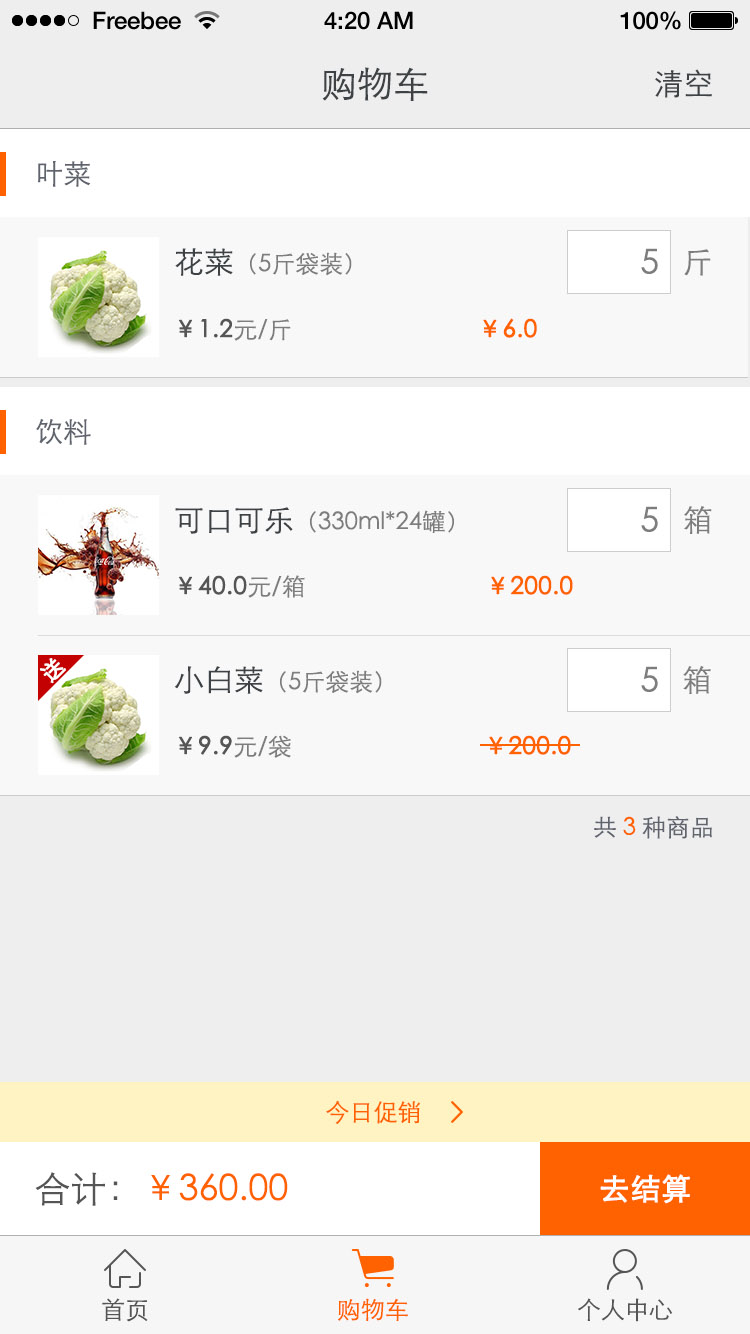 Freebee 4:20 AM 100%
购物车 清空
叶菜
花菜（5斤袋装） 5 斤
￥1.2元/斤 ￥6.0
饮料
可口可乐（330ml*24罐） 5 箱
￥40.0元/箱 ￥200.0
送
小白菜（5斤袋装） 5 箱
￥9.9元/袋 ￥200.0
共 3 种商品
今日促销
合计： ￥360.00 去结算
首页 购物车 个人中心